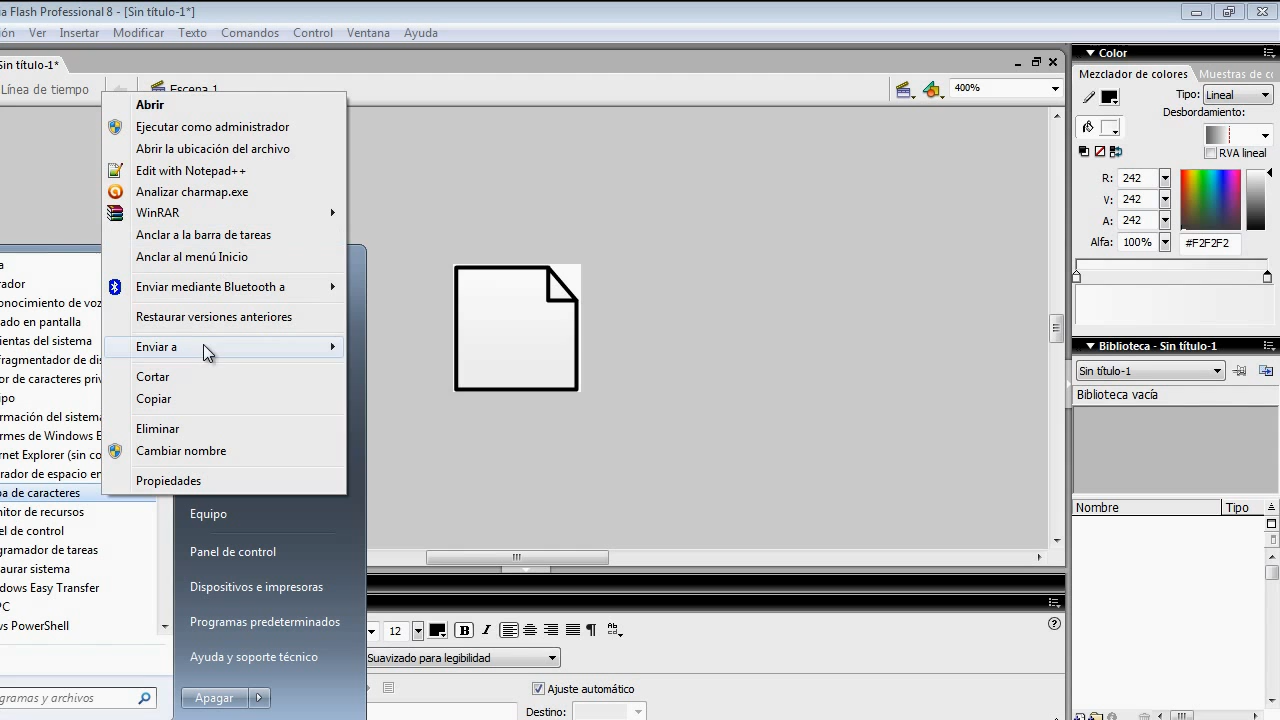 a Flash Professional 8 - [Sin título-1*]
ión Ver Insertar Modificar Texto Comandos Control Ventana Ayuda
Sin título-1*
Línea de tiempo
Escena 1
400%
Abrir
Ejecutar como administrador
Abrir la ubicación del archivo
Edit with Notepad++
Analizar charmap.exe
WinRAR
Anclar a la barra de tareas
Anclar al menú Inicio
Enviar mediante Bluetooth a
Restaurar versiones anteriores
Enviar a
Cortar
Copiar
Eliminar
Cambiar nombre
Propiedades
a
rador
onocimiento de voz
tado en pantalla
ientas del sistema
fragmentador de dis
or de caracteres priv
ipo
ormación del sistema
ormes de Windows E
rnet Explorer (sin co
rador de espacio en
pa de caracteres
nitor de recursos
el de control
gramador de tareas
aurar sistema
dows Easy Transfer
PC
ws PowerShell
gramas y archivos
Equipo
Panel de control
Dispositivos e impresoras
Programas predeterminados
Ayuda y soporte técnico
Apagar
12
B
I
Suavizado para legibilidad
Ajuste automático
Destino:
Color
Mezclador de colores
Muestras de co
Tipo: Lineal
Desbordamiento:
RVA lineal
R: 242
V: 242
A: 242
Alfa: 100%
#F2F2F2
Biblioteca - Sin título-1
Sin título-1
Biblioteca vacía
Nombre
Tipo